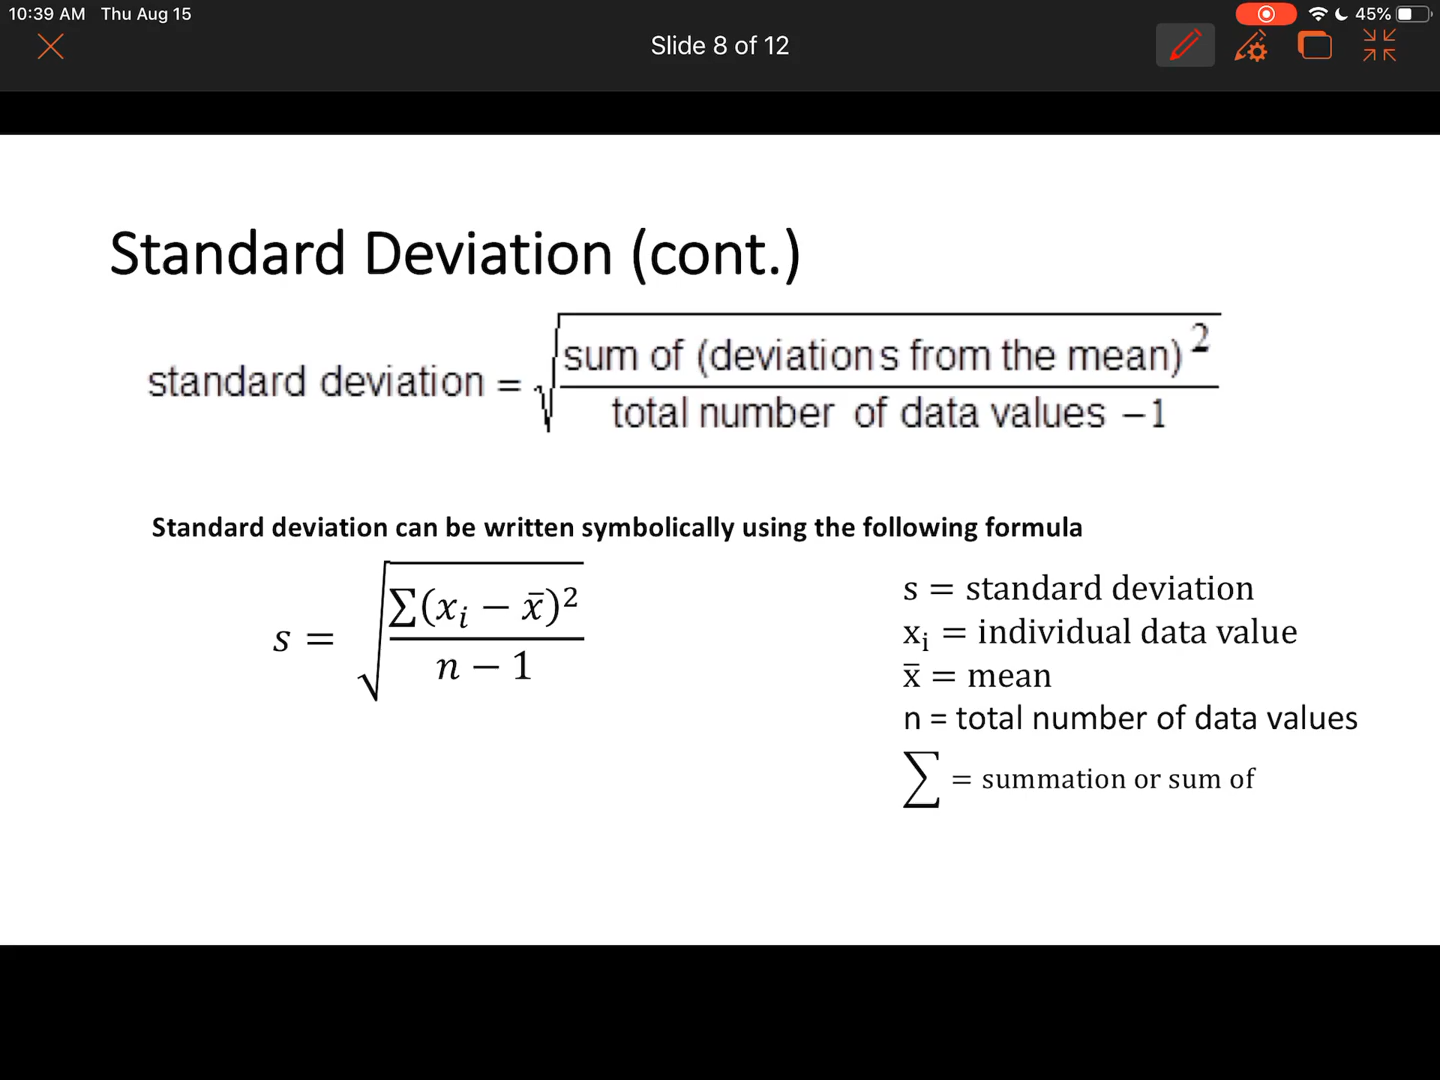 10:39 AM Thu Aug 15
45%
Slide 8 of 12
Standard Deviation (cont.)
standard deviation = √(sum of (deviations from the mean)²
total number of data values −1)
Standard deviation can be written symbolically using the following formula
s = √(∑(xᵢ − x̄)²
n − 1)
s = standard deviation
xᵢ = individual data value
x̄ = mean
n = total number of data values
∑ = summation or sum of